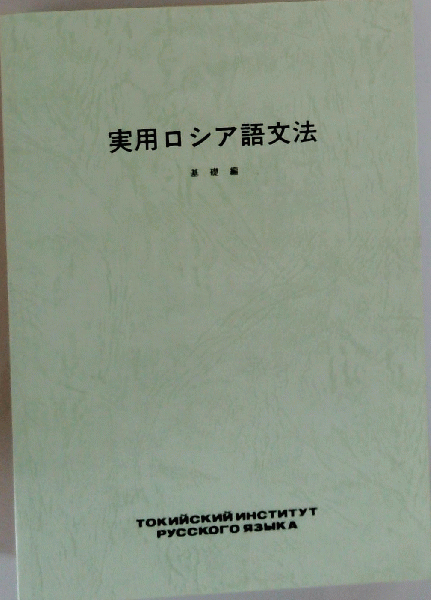 実用ロシア語文法
基礎編
ТОКИЙСКИЙ ИНСТИТУТ
РУССКОГО ЯЗЫКА